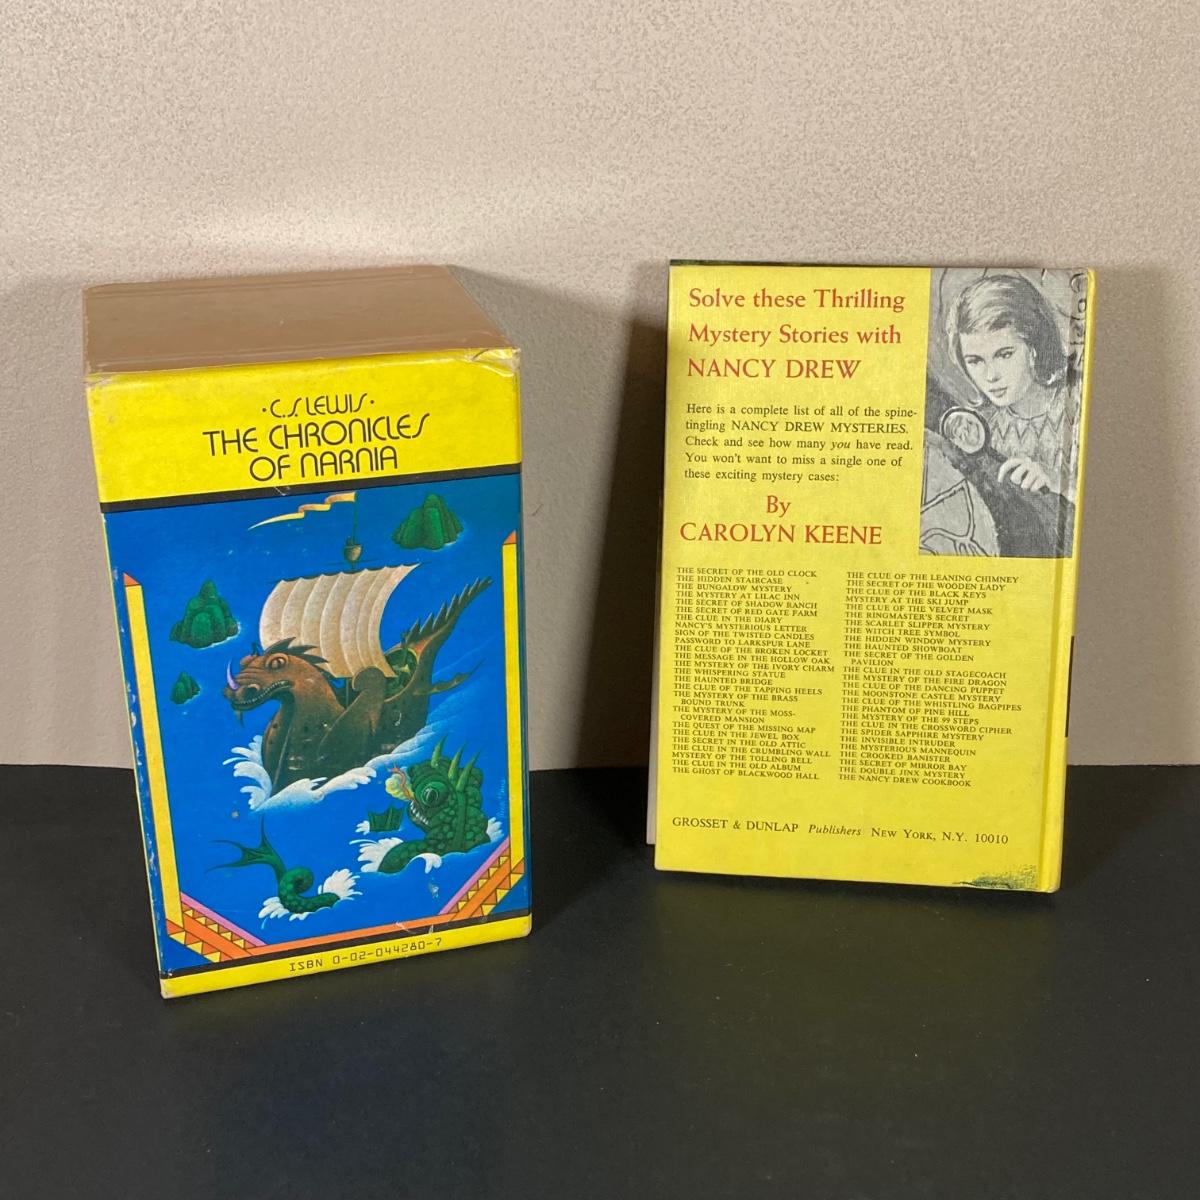 ·C.S. LEWIS·
THE CHRONICLES
OF NARNIA
ISBN 0-02-044280-7
Solve these Thrilling
Mystery Stories with
NANCY DREW
Here is a complete list of all of the spine-
tingling NANCY DREW MYSTERIES.
Check and see how many you have read.
You won't want to miss a single one of
these exciting mystery cases:
By
CAROLYN KEENE
THE SECRET OF THE OLD CLOCK
THE HIDDEN STAIRCASE
THE BUNGALOW MYSTERY
THE MYSTERY AT LILAC INN
THE SECRET OF SHADOW RANCH
THE SECRET OF RED GATE FARM
THE CLUE IN THE DIARY
NANCY'S MYSTERIOUS LETTER
SIGN OF THE TWISTED CANDLES
PASSWORD TO LARKSPUR LANE
THE CLUE OF THE BROKEN LOCKET
THE MESSAGE IN THE HOLLOW OAK
THE MYSTERY OF THE IVORY CHARM
THE WHISPERING STATUE
THE HAUNTED BRIDGE
THE CLUE OF THE TAPPING HEELS
THE MYSTERY OF THE BRASS
BOUND TRUNK
THE MYSTERY OF THE MOSS-
COVERED MANSION
THE QUEST OF THE MISSING MAP
THE CLUE IN THE JEWEL BOX
THE SECRET IN THE OLD ATTIC
THE CLUE IN THE CRUMBLING WALL
MYSTERY OF THE TOLLING BELL
THE CLUE IN THE OLD ALBUM
THE GHOST OF BLACKWOOD HALL
THE CLUE OF THE LEANING CHIMNEY
THE SECRET OF THE WOODEN LADY
THE CLUE OF THE BLACK KEYS
MYSTERY AT THE SKI JUMP
THE CLUE OF THE VELVET MASK
THE RINGMASTER'S SECRET
THE SCARLET SLIPPER MYSTERY
THE WITCH TREE SYMBOL
THE HIDDEN WINDOW MYSTERY
THE HAUNTED SHOWBOAT
THE SECRET OF THE GOLDEN
PAVILION
THE CLUE IN THE OLD STAGECOACH
THE MYSTERY OF THE FIRE DRAGON
THE CLUE OF THE DANCING PUPPET
THE MOONSTONE CASTLE MYSTERY
THE CLUE OF THE WHISTLING BAGPIPES
THE PHANTOM OF PINE HILL
THE MYSTERY OF THE 99 STEPS
THE CLUE IN THE CROSSWORD CIPHER
THE SPIDER SAPPHIRE MYSTERY
THE INVISIBLE INTRUDER
THE MYSTERIOUS MANNEQUIN
THE CROOKED BANISTER
THE SECRET OF MIRROR BAY
THE DOUBLE JINX MYSTERY
THE NANCY DREW COOKBOOK
GROSSET & DUNLAP Publishers NEW YORK, N.Y. 10010